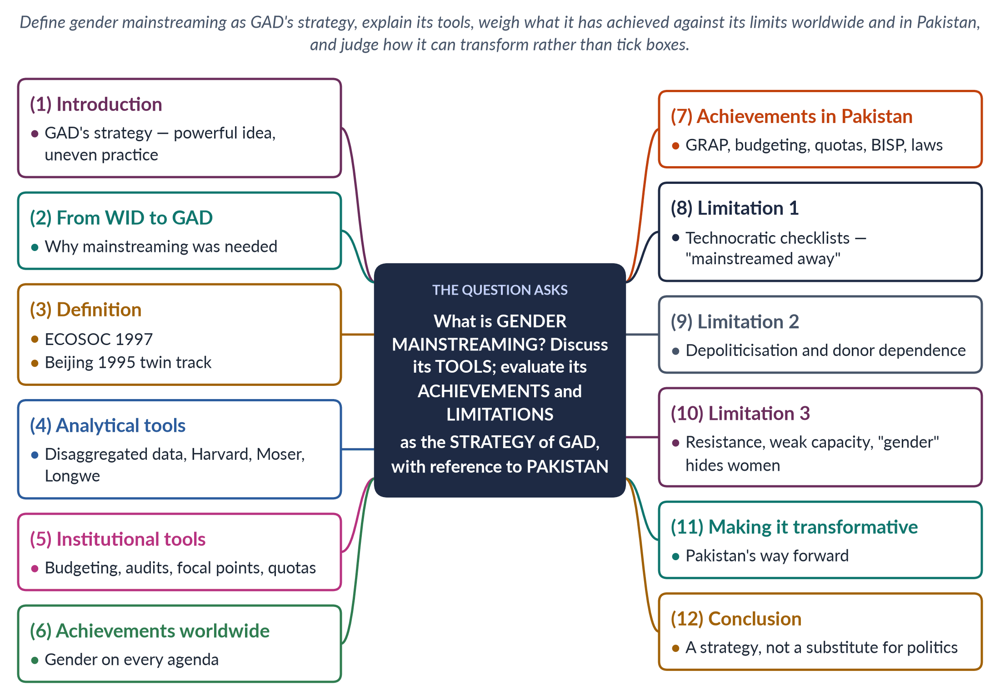 Define gender mainstreaming as GAD's strategy, explain its tools, weigh what it has achieved against its limits worldwide and in Pakistan,
and judge how it can transform rather than tick boxes.
(1) Introduction
• GAD's strategy — powerful idea,
uneven practice
(2) From WID to GAD
• Why mainstreaming was needed
(3) Definition
• ECOSOC 1997
• Beijing 1995 twin track
(4) Analytical tools
• Disaggregated data, Harvard, Moser,
Longwe
(5) Institutional tools
• Budgeting, audits, focal points, quotas
(6) Achievements worldwide
• Gender on every agenda
THE QUESTION ASKS
What is GENDER
MAINSTREAMING? Discuss
its TOOLS; evaluate its
ACHIEVEMENTS and
LIMITATIONS
as the STRATEGY of GAD,
with reference to PAKISTAN
(7) Achievements in Pakistan
• GRAP, budgeting, quotas, BISP, laws
(8) Limitation 1
• Technocratic checklists —
"mainstreamed away"
(9) Limitation 2
• Depoliticisation and donor dependence
(10) Limitation 3
• Resistance, weak capacity, "gender"
hides women
(11) Making it transformative
• Pakistan's way forward
(12) Conclusion
• A strategy, not a substitute for politics